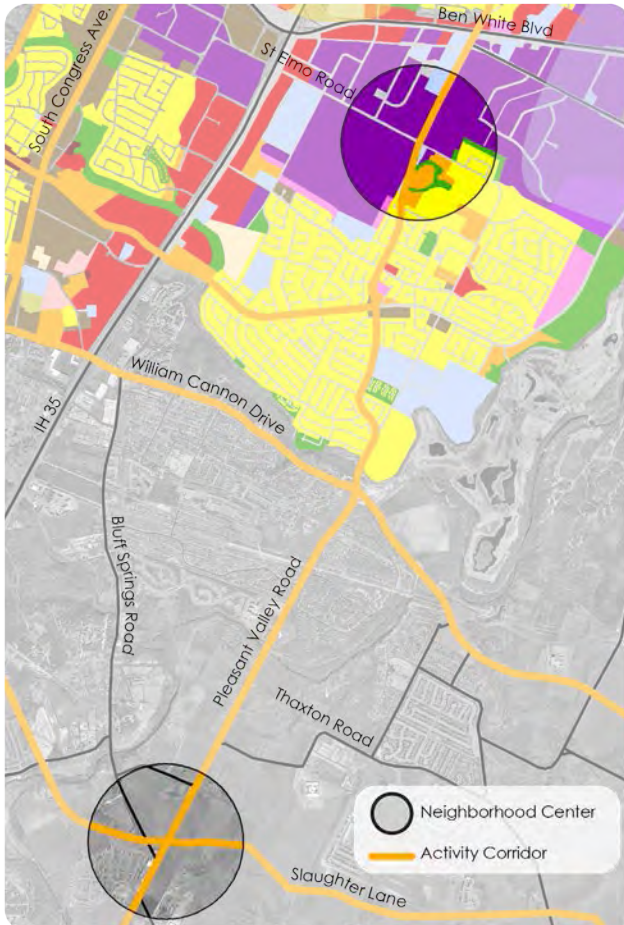 Ben White Blvd
South Congress Ave.
St Elmo Road
William Cannon Drive
IH 35
Bluff Springs Road
Pleasant Valley Road
Thaxton Road
Neighborhood Center
Activity Corridor
Slaughter Lane